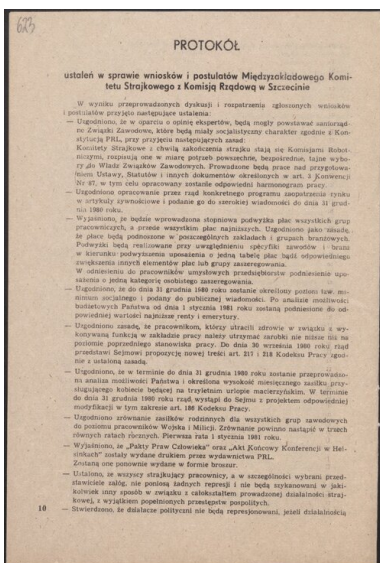 623
PROTOKÓŁ
ustaleń w sprawie wniosków i postulatów Międzyzakładowego Komi-
tetu Strajkowego z Komisją Rządową w Szczecinie
W wyniku przeprowadzonych dyskusji i rozpatrzenia zgłoszonych wniosków
i postulatów przyjęto następujące ustalenia:
— Uzgodniono, że w oparciu o opinię ekspertów, będą mogły powstawać samorząd-
ne Związki Zawodowe, które będą miały socjalistyczny charakter zgodnie z Kon-
stytucją PRL, przy przyjęciu następujących zasad:
Komitety Strajkowe z chwilą zakończenia strajku stają się Komisjami Robot-
niczymi, rozpisują one w miarę potrzeb powszechne, bezpośrednie, tajne wybo-
ry do Władz Związków Zawodowych. Prowadzone będą prace nad przygotowa-
niem Ustawy, Statutów i innych dokumentów określonych w art. 3 Konwencji
Nr 87, w tym celu opracowany zostanie odpowiedni harmonogram pracy.
— Uzgodniono opracowanie przez rząd konkretnego programu zaopatrzenia rynku
w artykuły żywnościowe i podanie go do szerokiej wiadomości do dnia 31 grud-
nia 1980 roku.
— Wyjaśniono, że będzie wprowadzona stopniowa podwyżka płac wszystkich grup
pracowniczych, a przede wszystkim płac najniższych. Uzgodniono jako zasadę,
że płace będą podnoszone w poszczególnych zakładach i grupach branżowych.
Podwyżki będą realizowane przy uwzględnieniu specyfiki zawodów i branż
w kierunku podwyższenia uposażenia o jedną tabelę płac bądź odpowiedniego
zwiększenia innych elementów płac lub grupy zaszeregowania.
W odniesieniu do pracowników umysłowych przedsiębiorstw podniesienie upo-
sażenia o jedną kategorię osobistego zaszeregowania.
— Uzgodniono, że do dnia 31 grudnia 1980 roku zostanie określony poziom tzw. mi-
nimum socjalnego i podany do publicznej wiadomości. Po analizie możliwości
budżetowych Państwa od dnia 1 stycznia 1981 roku zostaną podniesione do od-
powiedniej wartości najniższe renty i emerytury.
— Uzgodniono zasadę, że pracownikom, którzy utracili zdrowie w związku z wy-
konywaną funkcją w zakładzie pracy należy utrzymać zarobki nie niższe niż na
poziomie poprzedniego stanowiska pracy. Do dnia 30 września 1980 roku rząd
przedstawi Sejmowi propozycję nowej treści art. 217 i 218 Kodeksu Pracy zgod-
nie z ustaloną zasadą.
— Uzgodniono, że w terminie do dnia 31 grudnia 1980 roku zostanie przeprowadzo-
na analiza możliwości Państwa i określona wysokość miesięcznego zasiłku przy-
sługującego kobiecie będącej na trzyletnim urlopie macierzyńskim. W terminie
do dnia 31 grudnia 1980 roku rząd, wystąpi do Sejmu z projektem odpowiedniej
modyfikacji w tym zakresie art. 186 Kodeksu Pracy.
— Uzgodniono zrównanie zasiłków rodzinnych dla wszystkich grup zawodowych
do poziomu pracowników Wojska i Milicji. Zrównanie powinno nastąpić w trzech
równych ratach rocznych. Pierwsza rata 1 stycznia 1981 roku.
— Wyjaśniono, że „Pakty Praw Człowieka" oraz „Akt Końcowy Konferencji w Hel-
sinkach" zostały wydane drukiem przez wydawnictwa PRL.
Zostaną one ponownie wydane w formie broszur.
— Ustalono, że wszyscy strajkujący pracownicy, a w szczególności wybrani przed-
stawiciele załóg, nie poniosą żadnych represji i nie będą szykanowani w jaki-
kolwiek inny sposób w związku z całokształtem prowadzonej działalności straj-
kowej, z wyjątkiem popełnionych przestępstw pospolitych.
— Stwierdzono, że działacze polityczni nie będą represjonowani, jeżeli działalnością
10